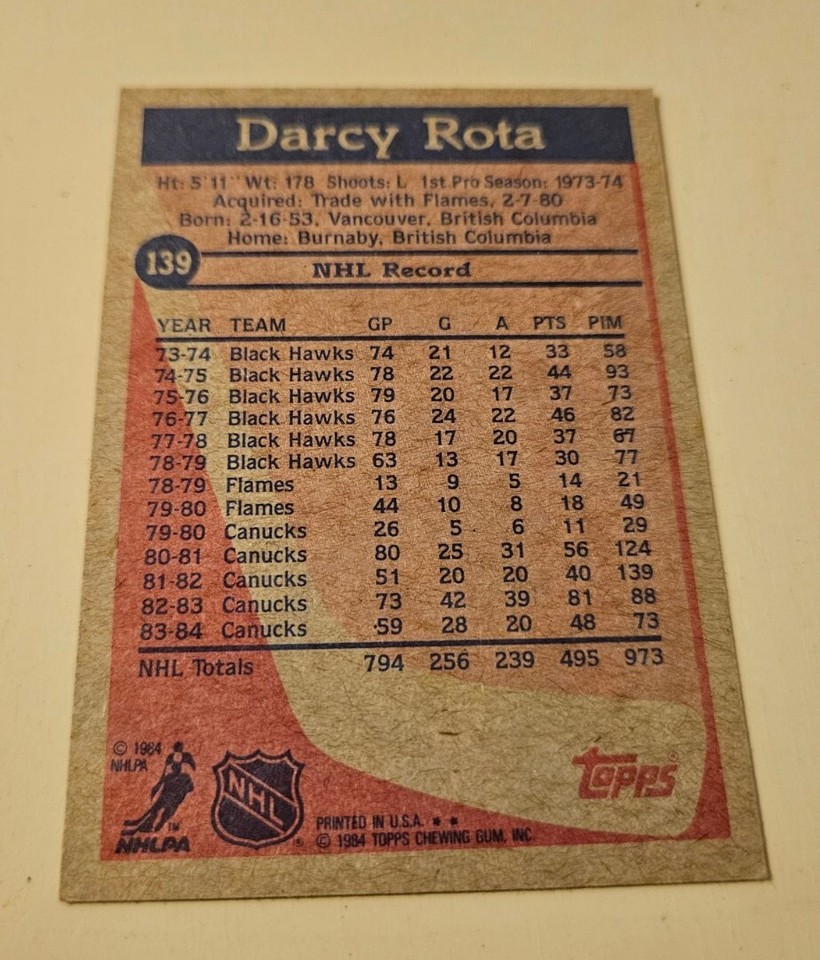 Darcy Rota
Ht: 5'11" Wt: 178 Shoots: L 1st Pro Season: 1973-74
Acquired: Trade with Flames, 2-7-80
Born: 2-16-53, Vancouver, British Columbia
Home: Burnaby, British Columbia
139
NHL Record
YEAR TEAM GP G A PTS PIM
73-74 Black Hawks 74 21 12 33 58
74-75 Black Hawks 78 22 22 44 93
75-76 Black Hawks 79 20 17 37 73
76-77 Black Hawks 76 24 22 46 82
77-78 Black Hawks 78 17 20 37 67
78-79 Black Hawks 63 13 17 30 77
78-79 Flames 13 9 5 14 21
79-80 Flames 44 10 8 18 49
79-80 Canucks 26 5 6 11 29
80-81 Canucks 80 25 31 56 124
81-82 Canucks 51 20 20 40 139
82-83 Canucks 73 42 39 81 88
83-84 Canucks 59 28 20 48 73
NHL Totals 794 256 239 495 973
© 1984
NHLPA
NHLPA
TM
NHL
®
PRINTED IN U.S.A. **
© 1984 TOPPS CHEWING GUM, INC.
TOPPS®